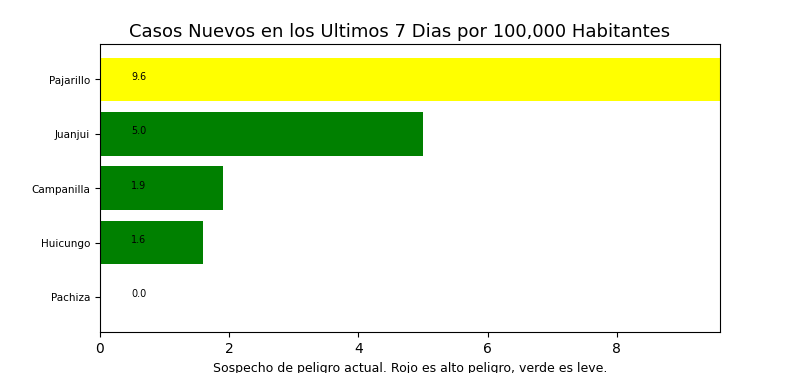 Casos Nuevos en los Ultimos 7 Dias por 100,000 Habitantes
Pajarillo 9.6
Juanjui 5.0
Campanilla 1.9
Huicungo 1.6
Pachiza 0.0
0 2 4 6 8
Sospecho de peligro actual. Rojo es alto peligro, verde es leve.